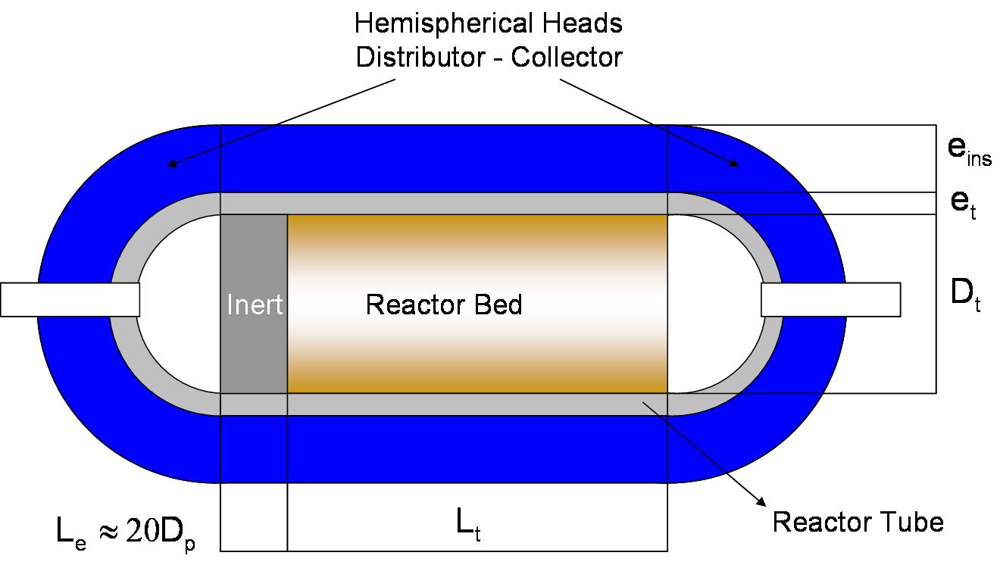 Hemispherical Heads
Distributor - Collector
e_ins
e_t
Inert
Reactor Bed
D_t
L_e ≈ 20D_p
L_t
Reactor Tube